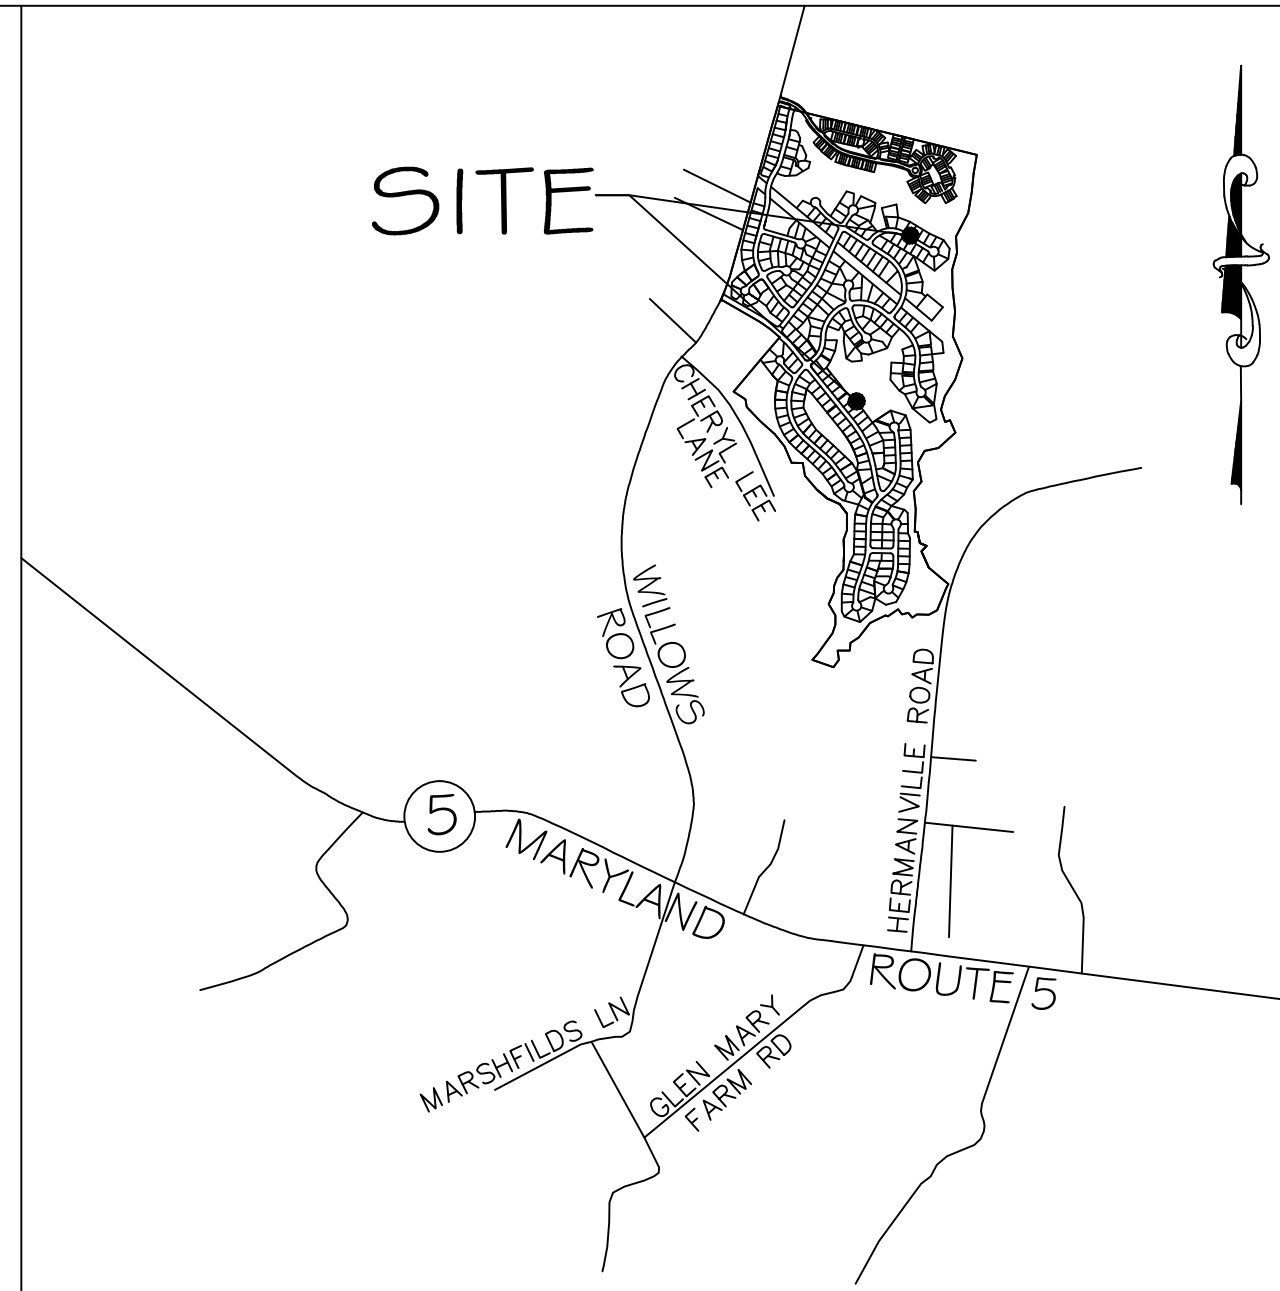 SITE
CHERYL LEE
LANE
WILLOWS
ROAD
HERMANVILLE ROAD
5
MARYLAND
ROUTE 5
MARSHFILDS LN
GLEN MARY
FARM RD